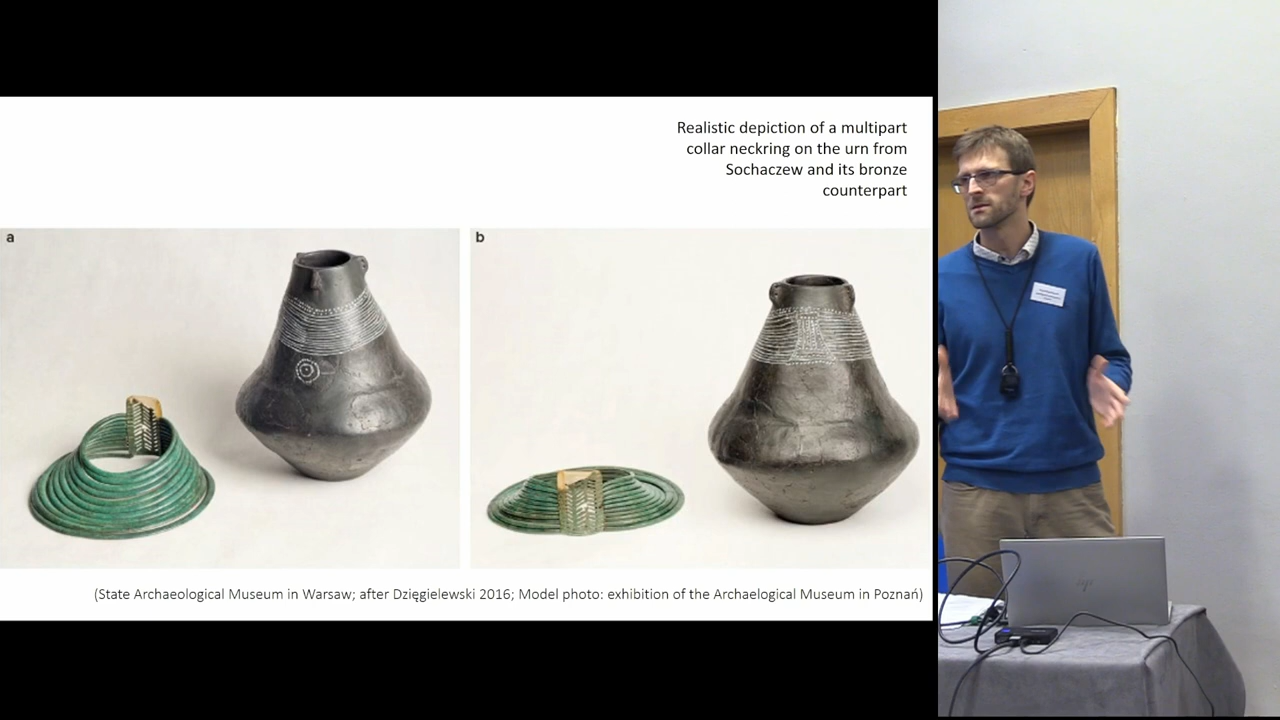 Realistic depiction of a multipart
collar neckring on the urn from
Sochaczew and its bronze
counterpart
a
b
(State Archaeological Museum in Warsaw; after Dzięgielewski 2016; Model photo: exhibition of the Archaelogical Museum in Poznań)
hp